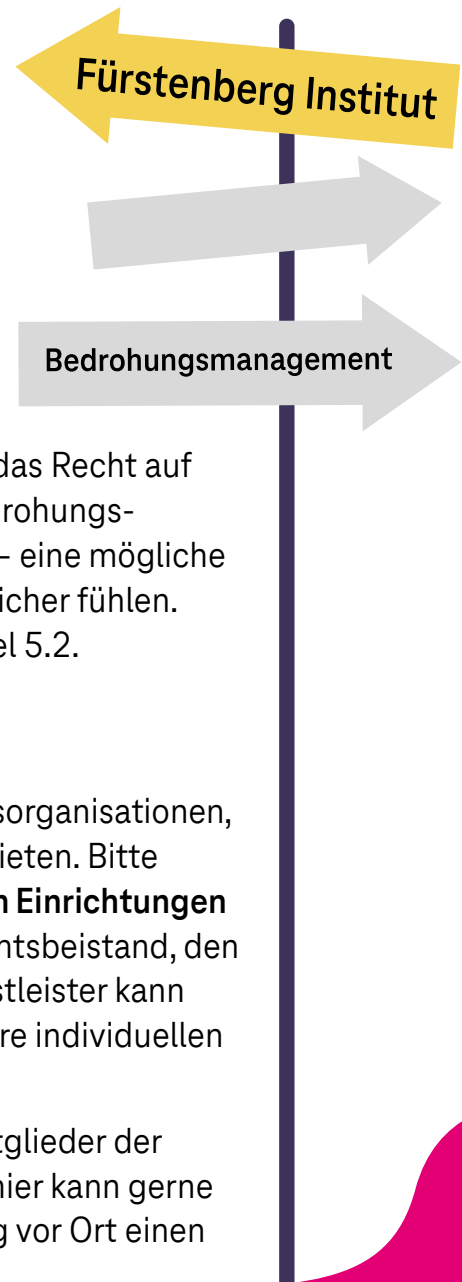 Fürstenberg Institut
Bedrohungsmanagement
das Recht auf
rohungs-
– eine mögliche
icher fühlen.
el 5.2.
sorganisationen,
ieten. Bitte
n Einrichtungen
ntsbeistand, den
stleister kann
re individuellen
tglieder der
hier kann gerne
g vor Ort einen